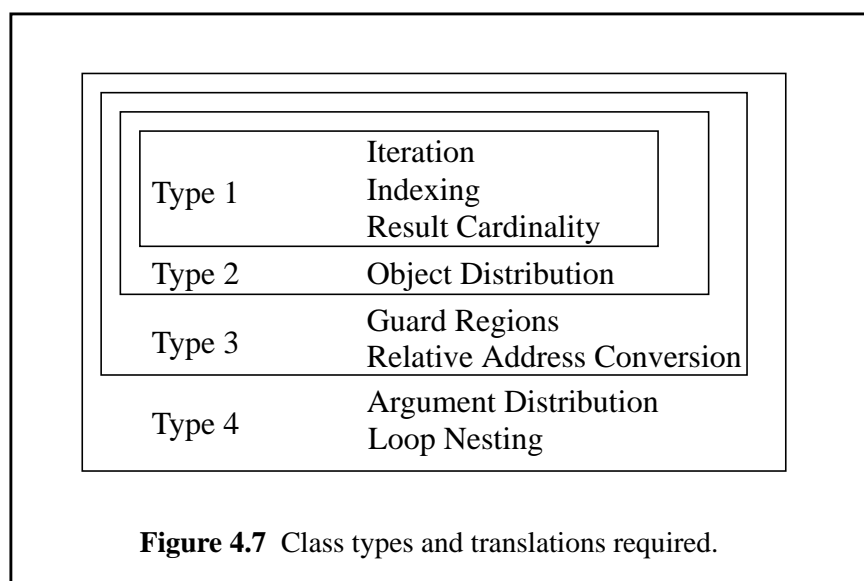 Iteration
Type 1 Indexing
Result Cardinality
Type 2 Object Distribution
Guard Regions
Type 3
Relative Address Conversion
Argument Distribution
Type 4
Loop Nesting
Figure 4.7 Class types and translations required.